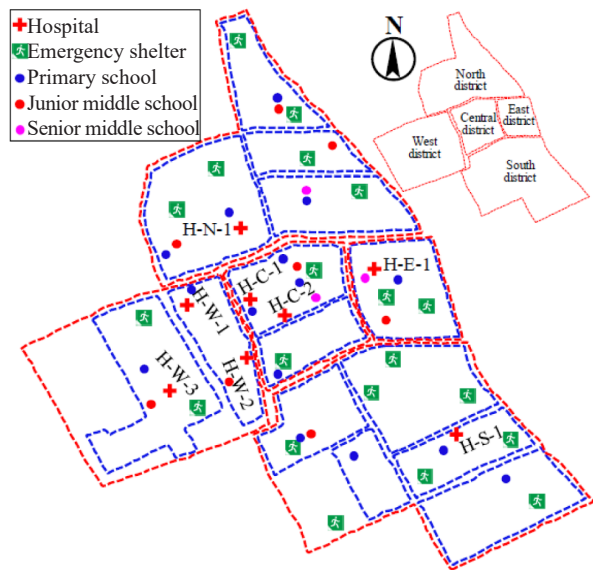 Hospital
Emergency shelter
Primary school
Junior middle school
Senior middle school
N
North
district
East
district
Central
district
West
district
South
district
H-N-1
H-C-1
H-C-2
H-E-1
H-W-1
H-W-2
H-W-3
H-S-1